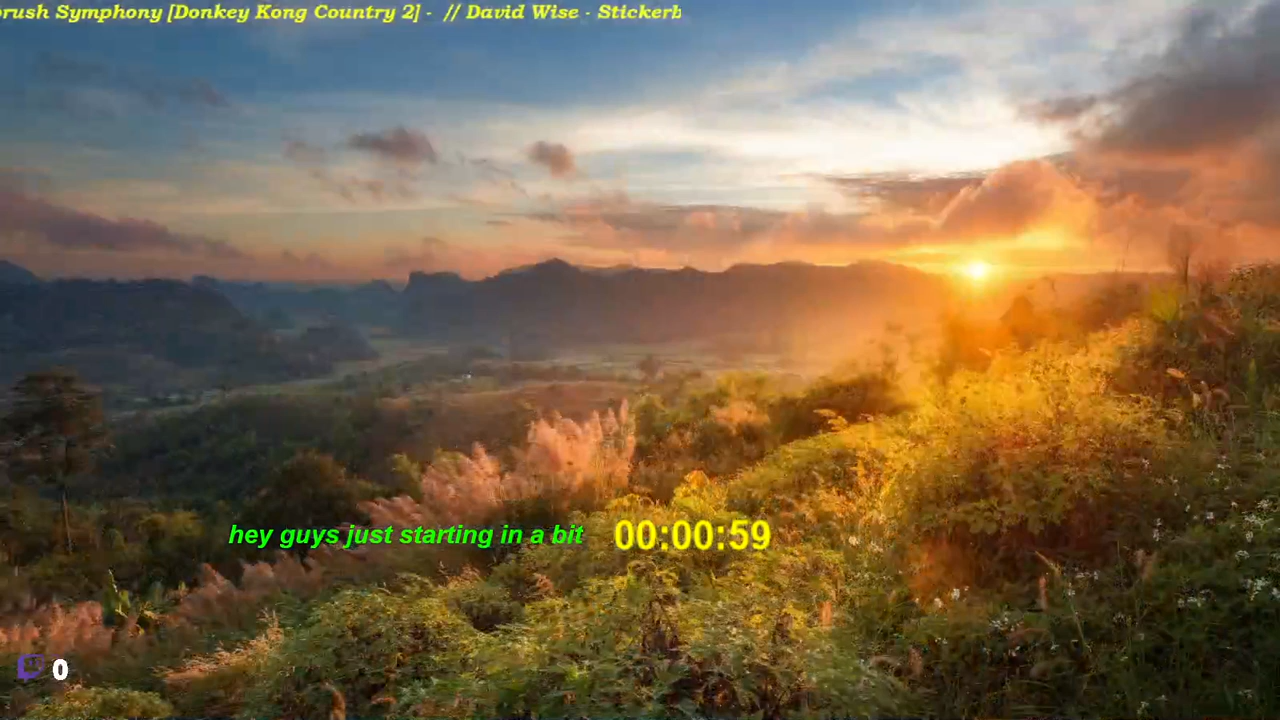 rush Symphony [Donkey Kong Country 2] -  // David Wise - Stickerb
hey guys just starting in a bit 00:00:59
0